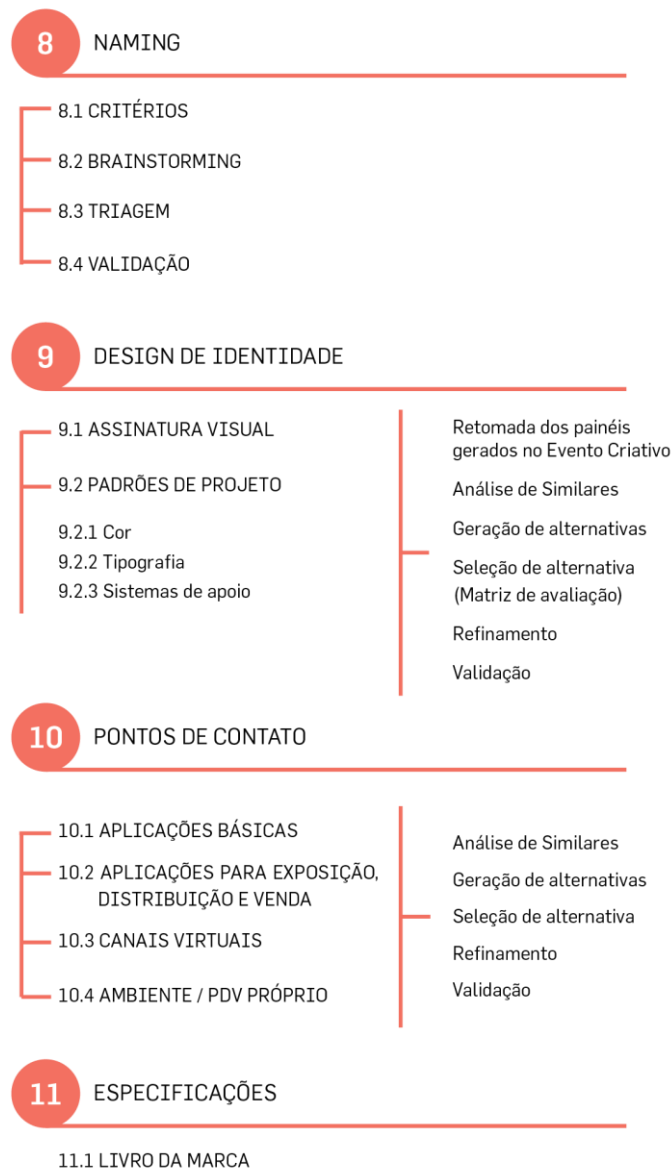 8 NAMING
8.1 CRITÉRIOS
8.2 BRAINSTORMING
8.3 TRIAGEM
8.4 VALIDAÇÃO
9 DESIGN DE IDENTIDADE
9.1 ASSINATURA VISUAL
9.2 PADRÕES DE PROJETO
9.2.1 Cor
9.2.2 Tipografia
9.2.3 Sistemas de apoio
Retomada dos painéis
gerados no Evento Criativo
Análise de Similares
Geração de alternativas
Seleção de alternativa
(Matriz de avaliação)
Refinamento
Validação
10 PONTOS DE CONTATO
10.1 APLICAÇÕES BÁSICAS
10.2 APLICAÇÕES PARA EXPOSIÇÃO,
DISTRIBUIÇÃO E VENDA
10.3 CANAIS VIRTUAIS
10.4 AMBIENTE / PDV PRÓPRIO
Análise de Similares
Geração de alternativas
Seleção de alternativa
Refinamento
Validação
11 ESPECIFICAÇÕES
11.1 LIVRO DA MARCA